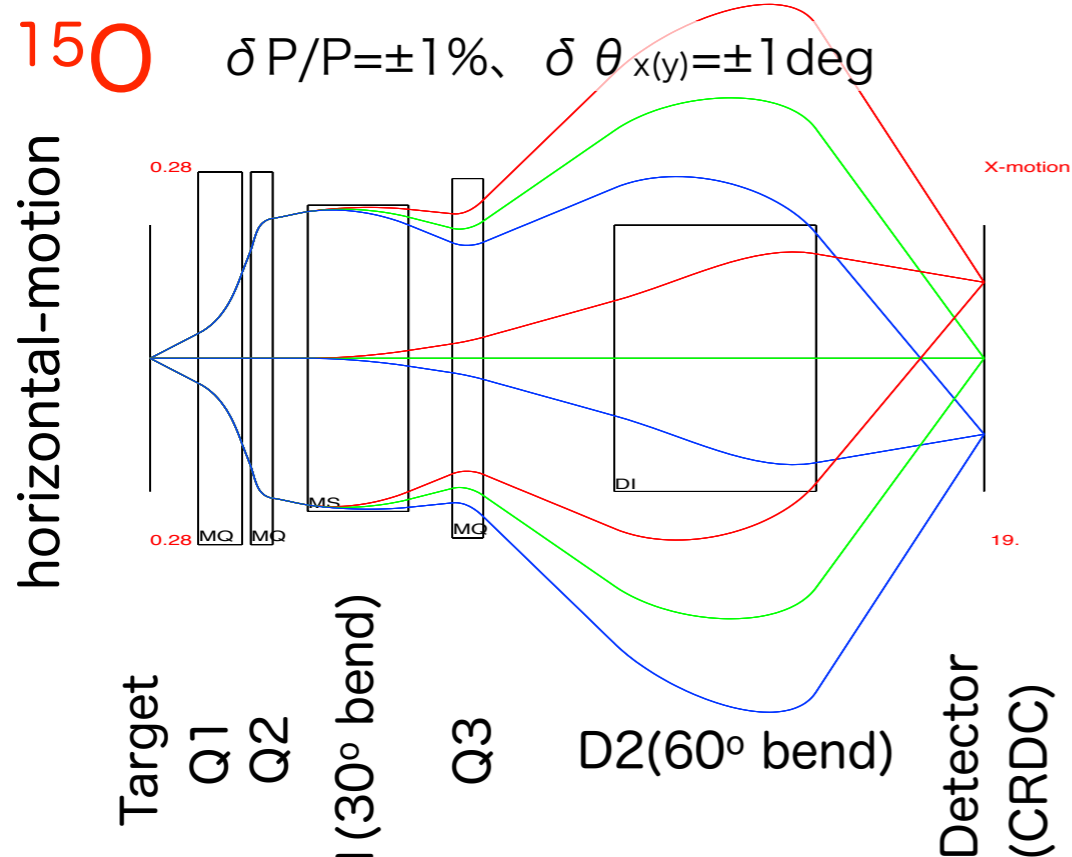 15O
δP/P=±1%、 δθx(y)=±1deg
horizontal-motion
0.28
X-motion
MS
DI
0.28
MQ
MQ
MQ
19.
Target
Q1
Q2
(30º bend)
Q3
D2(60º bend)
Detector
(CRDC)